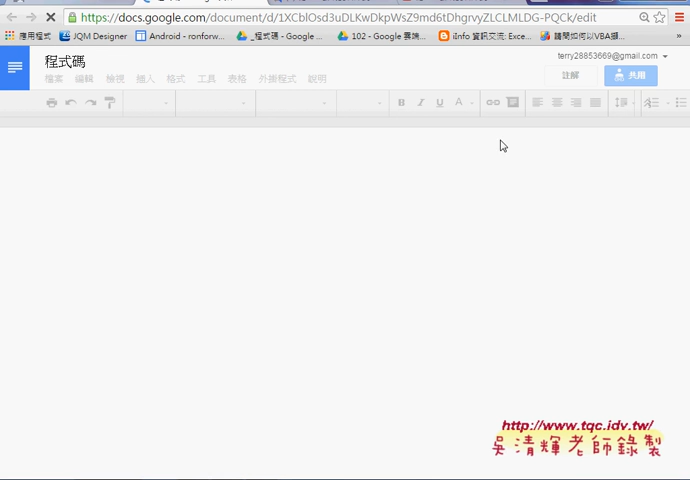 https://docs.google.com/document/d/1XCblOsd3uDLKwDkpWsZ9md6tDhgrvyZLCLMLDG-PQCk/edit
應用程式 JQM Designer Android - ronforw... _程式碼 - Google ... 102 - Google 雲端... iInfo 資訊交流: Exce... 請問如何以VBA擷...
程式碼
terry28853669@gmail.com
檔案 編輯 檢視 插入 格式 工具 表格 外掛程式 說明
註解 共用
B I U A
http://www.tqc.idv.tw/
吳清輝老師錄製